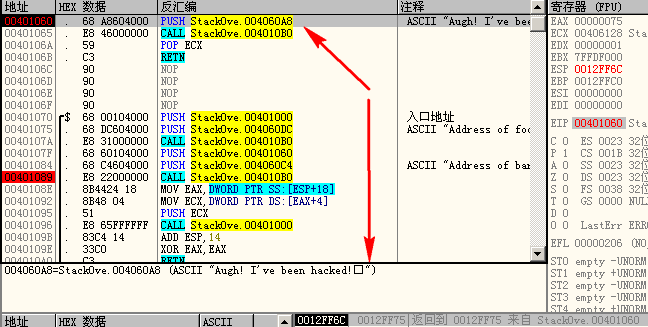 地址 HEX 数据 反汇编 注释 寄存器 (FPU)
00401060 . 68 A8604000 PUSH StackOve.004060A8 ASCII "Augh! I've been
00401065 . E8 46000000 CALL StackOve.004010B0
0040106A . 59 POP ECX
0040106B . C3 RETN
0040106C 90 NOP
0040106D 90 NOP
0040106E 90 NOP
0040106F 90 NOP
00401070 $ 68 00104000 PUSH StackOve.00401000 入口地址
00401075 . 68 DC604000 PUSH StackOve.004060DC ASCII "Address of foo
0040107A . E8 31000000 CALL StackOve.004010B0
0040107F . 68 60104000 PUSH StackOve.00401060
00401084 . 68 C4604000 PUSH StackOve.004060C4 ASCII "Address of bar
00401089 . E8 22000000 CALL StackOve.004010B0
0040108E . 8B4424 18 MOV EAX,DWORD PTR SS:[ESP+18]
00401092 . 8B48 04 MOV ECX,DWORD PTR DS:[EAX+4]
00401095 . 51 PUSH ECX
00401096 . E8 65FFFFFF CALL StackOve.00401000
0040109B . 83C4 14 ADD ESP,14
0040109E . 33C0 XOR EAX,EAX
004010A0 . C3 RETN
004060A8=StackOve.004060A8 (ASCII "Augh! I've been hacked!")
EAX 00000075
ECX 00406128 Stac
EDX 00000000
EBX 7FFDF000
ESP 0012FF6C
EBP 0012FFC0
ESI 00000000
EDI 00000000
EIP 00401060 Stac
C 0 ES 0023 32位
P 1 CS 001B 32位
A 0 SS 0023 32位
Z 0 DS 0023 32位
S 0 FS 0038 32位
T 0 GS 0000 NULL
D 0
O 0 LastErr ERRO
EFL 00000206 (NO
ST0 empty -UNORM
ST1 empty +UNORM
ST2 empty -UNORM
ST3 empty +UNORM
ST4 empty -UNORM
地址 HEX 数据 ASCII 0012FF6C 0012FF75 返回到 0012FF75 来自 StackOve.00401060